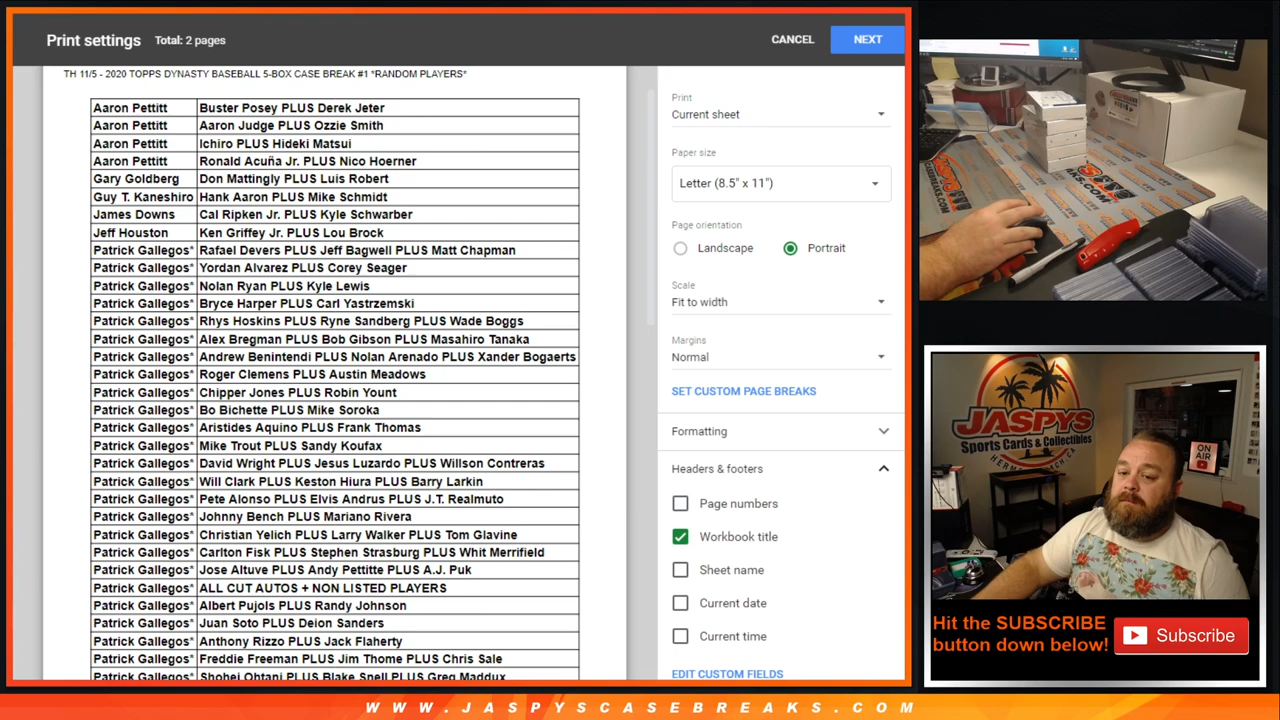 Print settings
Total: 2 pages
CANCEL
NEXT
TH 11/5 - 2020 TOPPS DYNASTY BASEBALL 5-BOX CASE BREAK #1 *RANDOM PLAYERS*
Aaron Pettitt Buster Posey PLUS Derek Jeter
Aaron Pettitt Aaron Judge PLUS Ozzie Smith
Aaron Pettitt Ichiro PLUS Hideki Matsui
Aaron Pettitt Ronald Acuña Jr. PLUS Nico Hoerner
Gary Goldberg Don Mattingly PLUS Luis Robert
Guy T. Kaneshiro Hank Aaron PLUS Mike Schmidt
James Downs Cal Ripken Jr. PLUS Kyle Schwarber
Jeff Houston Ken Griffey Jr. PLUS Lou Brock
Patrick Gallegos* Rafael Devers PLUS Jeff Bagwell PLUS Matt Chapman
Patrick Gallegos* Yordan Alvarez PLUS Corey Seager
Patrick Gallegos* Nolan Ryan PLUS Kyle Lewis
Patrick Gallegos* Bryce Harper PLUS Carl Yastrzemski
Patrick Gallegos* Rhys Hoskins PLUS Ryne Sandberg PLUS Wade Boggs
Patrick Gallegos* Alex Bregman PLUS Bob Gibson PLUS Masahiro Tanaka
Patrick Gallegos* Andrew Benintendi PLUS Nolan Arenado PLUS Xander Bogaerts
Patrick Gallegos* Roger Clemens PLUS Austin Meadows
Patrick Gallegos* Chipper Jones PLUS Robin Yount
Patrick Gallegos* Bo Bichette PLUS Mike Soroka
Patrick Gallegos* Aristides Aquino PLUS Frank Thomas
Patrick Gallegos* Mike Trout PLUS Sandy Koufax
Patrick Gallegos* David Wright PLUS Jesus Luzardo PLUS Willson Contreras
Patrick Gallegos* Will Clark PLUS Keston Hiura PLUS Barry Larkin
Patrick Gallegos* Pete Alonso PLUS Elvis Andrus PLUS J.T. Realmuto
Patrick Gallegos* Johnny Bench PLUS Mariano Rivera
Patrick Gallegos* Christian Yelich PLUS Larry Walker PLUS Tom Glavine
Patrick Gallegos* Carlton Fisk PLUS Stephen Strasburg PLUS Whit Merrifield
Patrick Gallegos* Jose Altuve PLUS Andy Pettitte PLUS A.J. Puk
Patrick Gallegos* ALL CUT AUTOS + NON LISTED PLAYERS
Patrick Gallegos* Albert Pujols PLUS Randy Johnson
Patrick Gallegos* Juan Soto PLUS Deion Sanders
Patrick Gallegos* Anthony Rizzo PLUS Jack Flaherty
Patrick Gallegos* Freddie Freeman PLUS Jim Thome PLUS Chris Sale
Patrick Gallegos* Shohei Ohtani PLUS Blake Snell PLUS Greg Maddux
Print
Current sheet
Paper size
Letter (8.5" x 11")
Page orientation
Landscape
Portrait
Scale
Fit to width
Margins
Normal
SET CUSTOM PAGE BREAKS
Formatting
Headers & footers
Page numbers
Workbook title
Sheet name
Current date
Current time
EDIT CUSTOM FIELDS
JASPYS
Sports Cards & Collectibles
ON
AIR
Hit the SUBSCRIBE
button down below!
Subscribe
WWW.JASPYSCASEBREAKS.COM